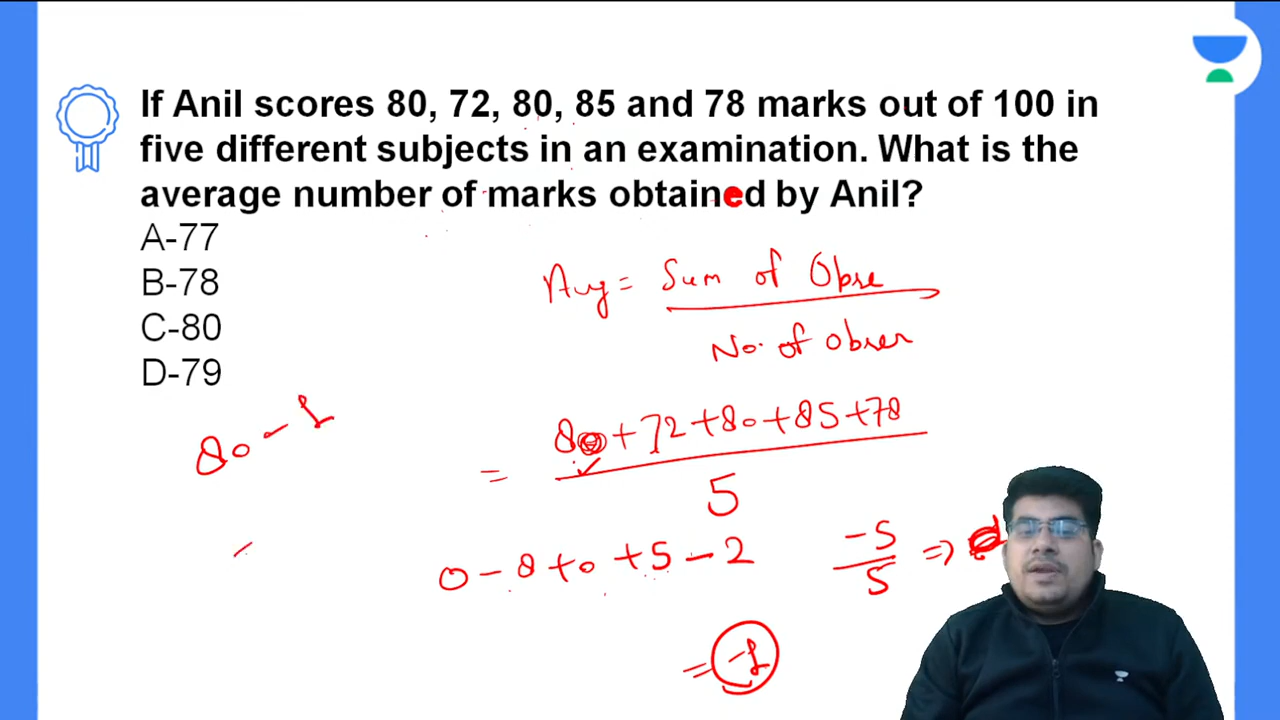 If Anil scores 80, 72, 80, 85 and 78 marks out of 100 in
five different subjects in an examination. What is the
average number of marks obtained by Anil?
A-77
B-78
C-80
D-79
Avg = Sum of Obse
No. of Obser
= 80+72+80+85+78
5
80-1
0-8+0+5-2
-5
5
=>
= -1